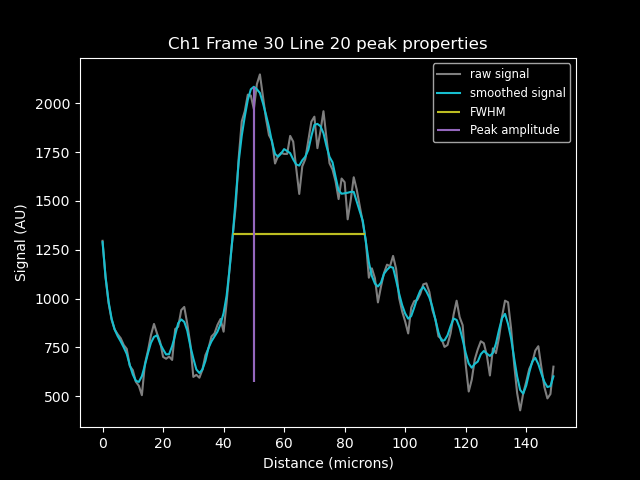 Ch1 Frame 30 Line 20 peak properties
raw signal
smoothed signal
FWHM
Peak amplitude
Signal (AU)
2000
1750
1500
1250
1000
750
500
0 20 40 60 80 100 120 140
Distance (microns)